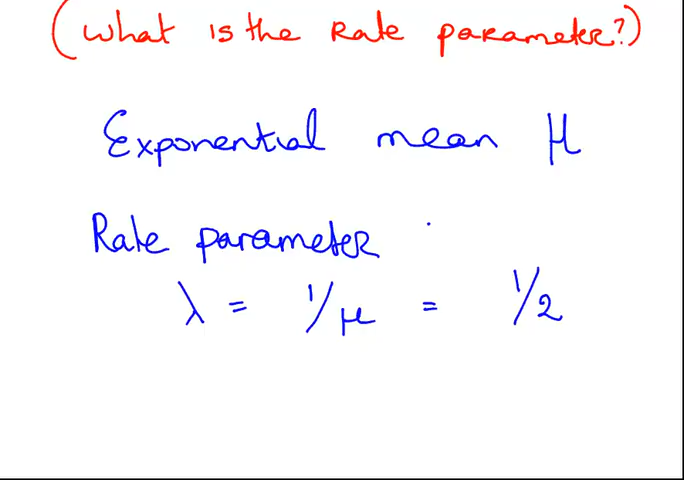 (What is the Rate parameter?)
Exponential mean μ
Rate parameter
λ = 1/μ = 1/2